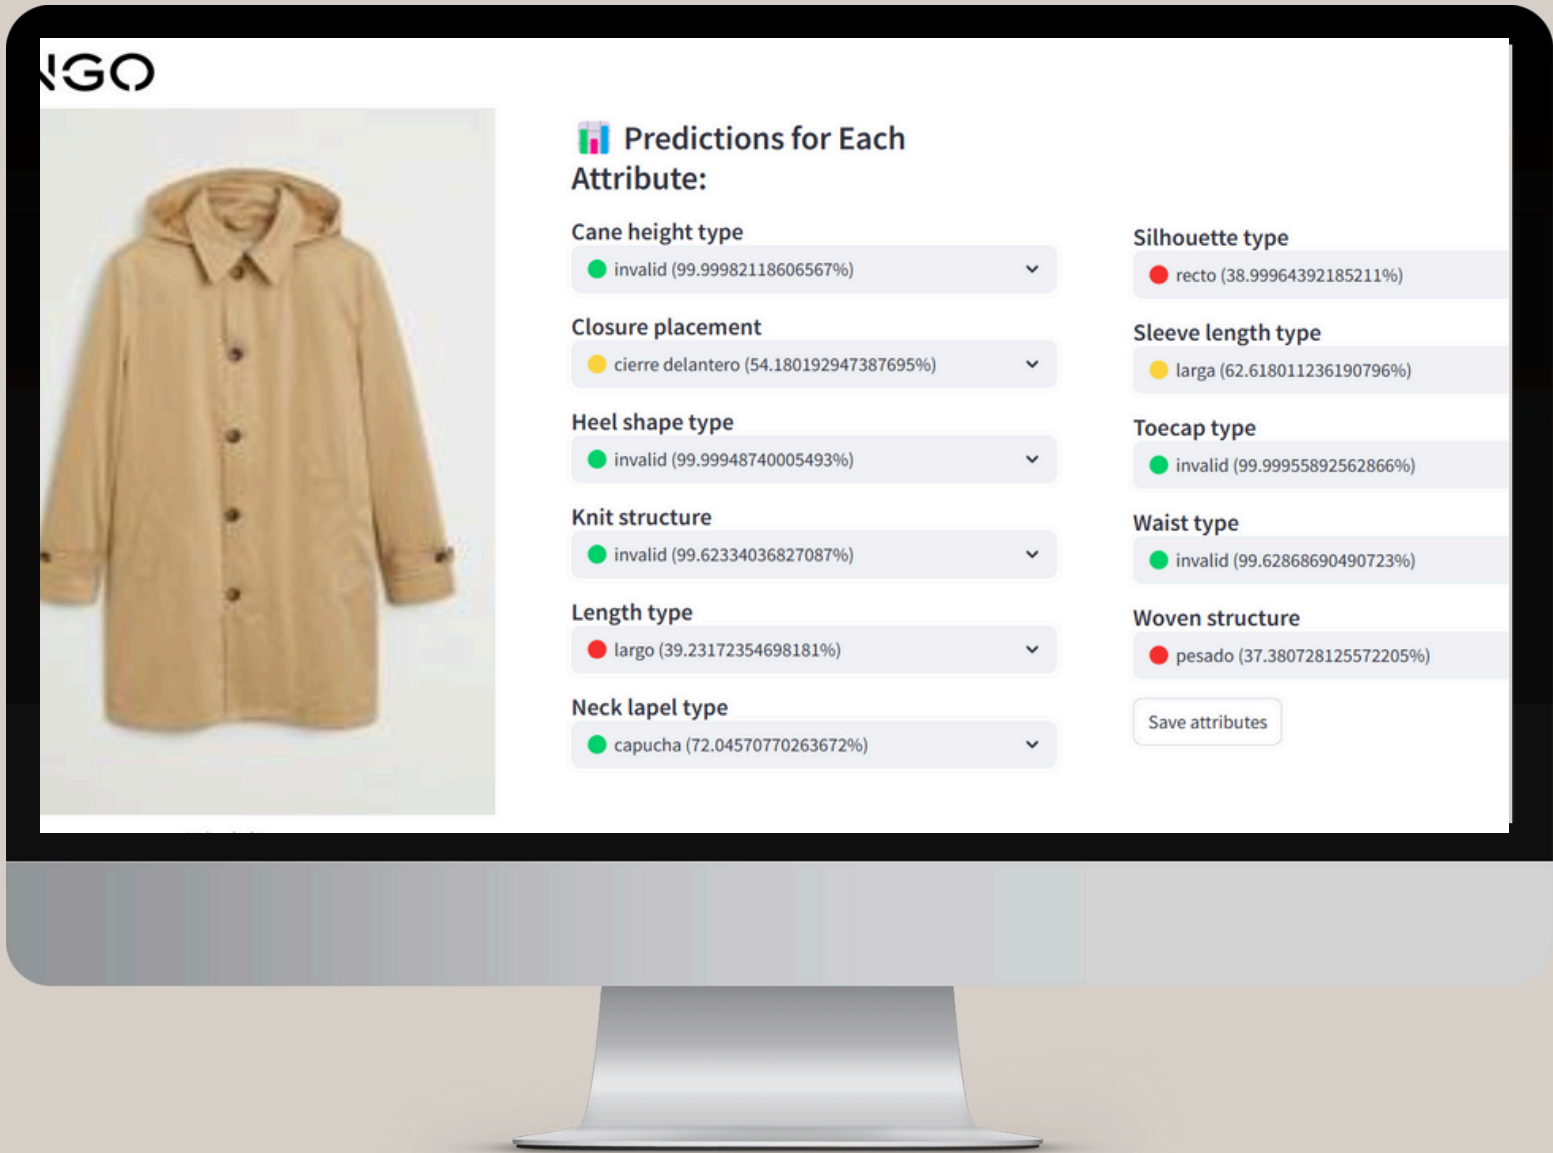 NGO
Predictions for Each
Attribute:
Cane height type
invalid (99.99982118606567%)
Closure placement
cierre delantero (54.180192947387695%)
Heel shape type
invalid (99.99948740005493%)
Knit structure
invalid (99.62334036827087%)
Length type
largo (39.23172354698181%)
Neck lapel type
capucha (72.04570770263672%)
Silhouette type
recto (38.99964392185211%)
Sleeve length type
larga (62.618011236190796%)
Toecap type
invalid (99.99955892562866%)
Waist type
invalid (99.62868690490723%)
Woven structure
pesado (37.380728125572205%)
Save attributes